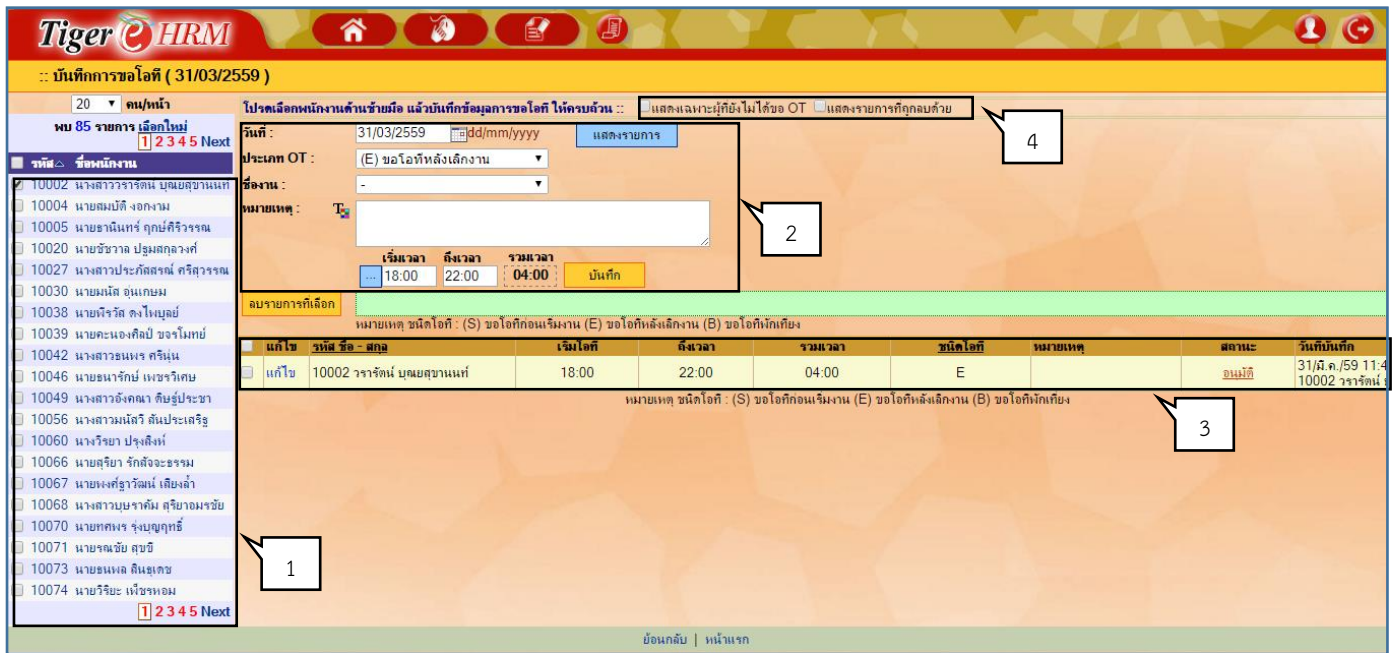 Tiger e HRM
:: บันทึกการขอโอที ( 31/03/2559 )
20 คน/หน้า
พบ 85 รายการ เลือกใหม่
1 2 3 4 5 Next
รหัส ชื่อพนักงาน
10002 นางสาววรารัตน์ บุณยสุขานนท์
10004 นายสมบัติ งอกงาม
10005 นายธานินทร์ ฤกษ์ศิริวรรณ
10020 นายชัชวาล ปฐมสกุลวงศ์
10027 นางสาวประภัสสรณ์ ศรีสุวรรณ
10030 นายมนัส อุ่นเกษม
10038 นายพีรวัส คงไพบูลย์
10039 นายคะนองศิลป์ ขจรโมทย์
10042 นางสาวธนพร ศรีนุ่น
10046 นายธนารักษ์ เพชรวิเศษ
10049 นางสาวอังคณา ดิษฐ์ประชา
10056 นางสาวมนัสวี ตันประเสริฐ
10060 นางวิรยา ปรุงสิงห์
10066 นายสุริยา รักสัจจะธรรม
10067 นายพงศ์ฐาวัฒน์ เสียงล้ำ
10068 นางสาวบุษราคัม สุริยาอมรชัย
10070 นายทศพร รุ่งบุญฤทธิ์
10071 นายรณชัย สุขขี
10073 นายธนพล สินธุเดช
10074 นายวิริยะ เพ็ชรหอม
1 2 3 4 5 Next
1
โปรดเลือกพนักงานด้านซ้ายมือ แล้วบันทึกข้อมูลการขอโอที ให้ครบถ้วน :: แสดงเฉพาะผู้ที่ยังไม่ได้ขอ OT แสดงรายการที่ถูกลบด้วย
4
วันที่ : 31/03/2559 dd/mm/yyyy แสดงรายการ
ประเภท OT : (E) ขอโอทีหลังเลิกงาน
ชื่องาน : -
หมายเหตุ :
2
เริ่มเวลา ถึงเวลา รวมเวลา
... 18:00 22:00 04:00 บันทึก
ลบรายการที่เลือก
หมายเหตุ ชนิดโอที : (S) ขอโอทีก่อนเริ่มงาน (E) ขอโอทีหลังเลิกงาน (B) ขอโอทีพักเที่ยง
แก้ไข รหัส ชื่อ - สกุล เริ่มโอที ถึงเวลา รวมเวลา ชนิดโอที หมายเหตุ สถานะ วันที่บันทึก
แก้ไข 10002 วรารัตน์ บุณยสุขานนท์ 18:00 22:00 04:00 E อนุมัติ 31/มี.ค./59 11:4
10002 วรารัตน์
หมายเหตุ ชนิดโอที : (S) ขอโอทีก่อนเริ่มงาน (E) ขอโอทีหลังเลิกงาน (B) ขอโอทีพักเที่ยง
3
ย้อนกลับ | หน้าแรก